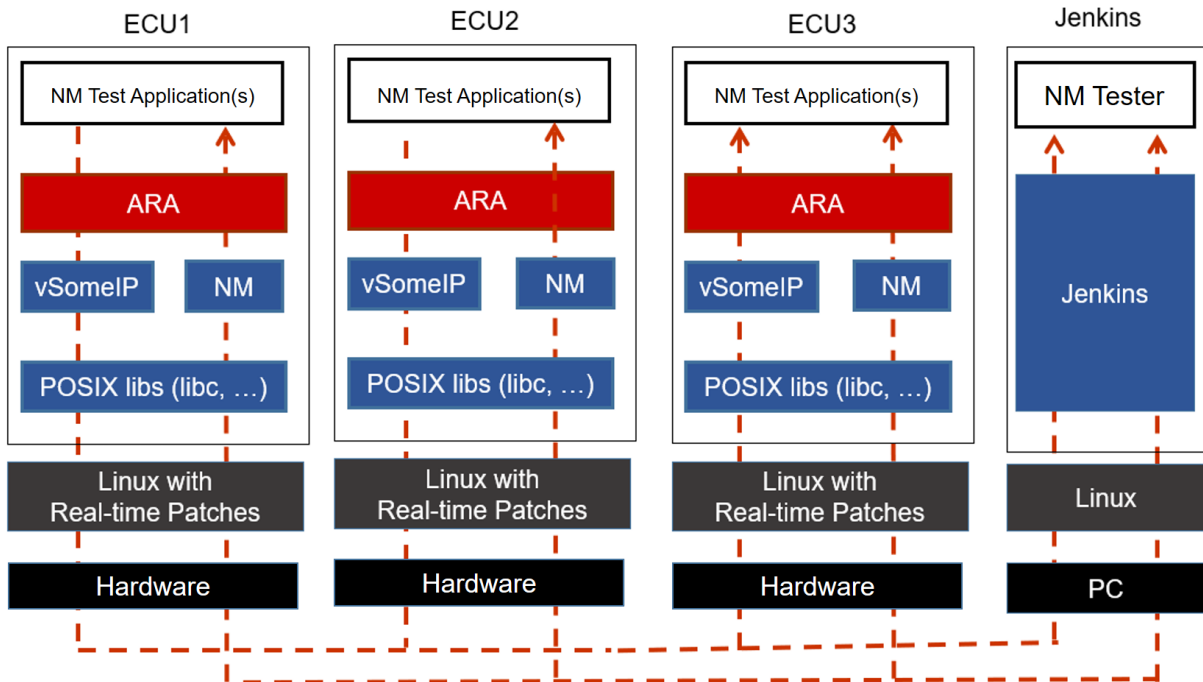 ECU1
NM Test Application(s)
ARA
vSomeIP
NM
POSIX libs (libc, …)
Linux with
Real-time Patches
Hardware
ECU2
NM Test Application(s)
ARA
vSomeIP
NM
POSIX libs (libc, …)
Linux with
Real-time Patches
Hardware
ECU3
NM Test Application(s)
ARA
vSomeIP
NM
POSIX libs (libc, …)
Linux with
Real-time Patches
Hardware
Jenkins
NM Tester
Jenkins
Linux
PC